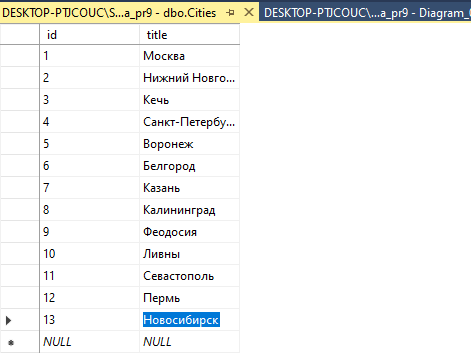 DESKTOP-PTJCOUC\S...a_pr9 - dbo.Cities DESKTOP-PTJCOUC\S...a_pr9 - Diagram_
id title
1 Москва
2 Нижний Новго...
3 Кечь
4 Санкт-Петербу...
5 Воронеж
6 Белгород
7 Казань
8 Калининград
9 Феодосия
10 Ливны
11 Севастополь
12 Пермь
13 Новосибирск
NULL NULL